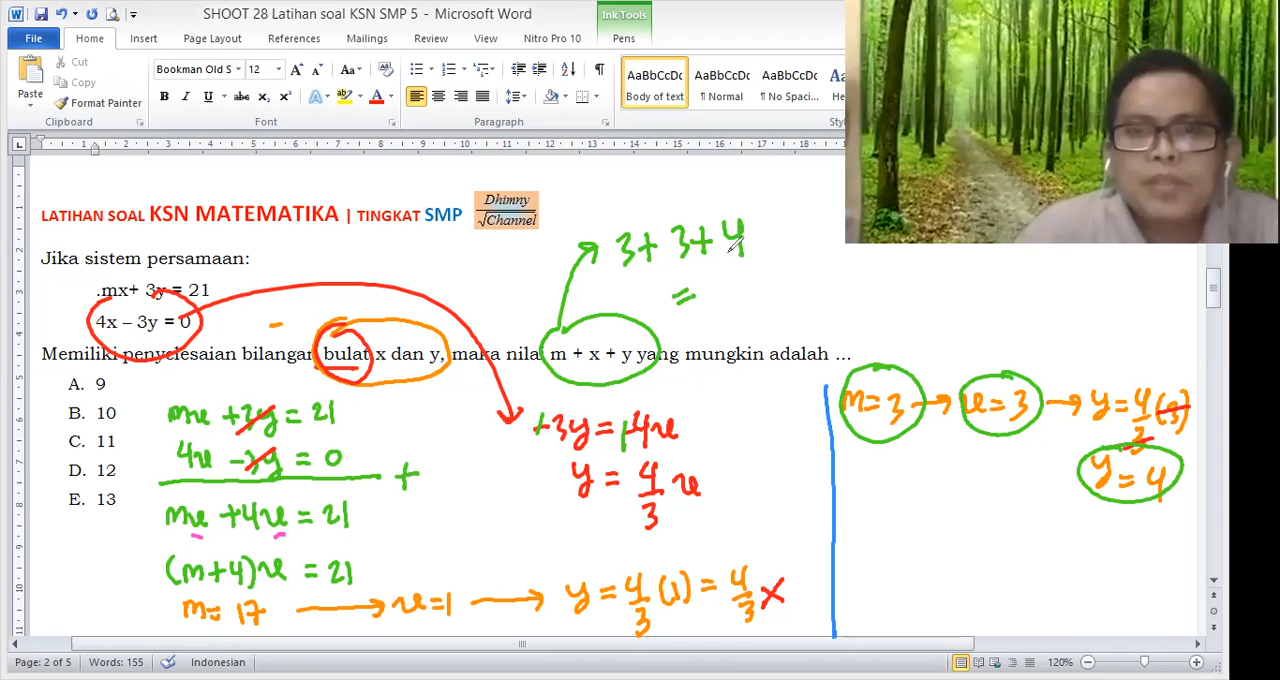 SHOOT 28 Latihan soal KSN SMP 5 - Microsoft Word
Ink Tools
File Home Insert Page Layout References Mailings Review View Nitro Pro 10 Pens
Paste
Cut
Copy
Format Painter
Clipboard
Bookman Old S 12
Font
Paragraph
AaBbCcDc AaBbCcDc AaBbCcDc
Body of text ¶ Normal ¶ No Spaci... He
LATIHAN SOAL KSN MATEMATIKA | TINGKAT SMP
Dhimny
√Channel
3 + 3 + 4
=
Jika sistem persamaan:
.mx+ 3y = 21
4x – 3y = 0
Memiliki penyelesaian bilangan bulat x dan y, maka nilai m + x + y yang mungkin adalah ...
A. 9
B. 10
C. 11
D. 12
E. 13
mx + 3y = 21
4x - 3y = 0
+
mx + 4x = 21
(m+4)x = 21
m = 17 → x = 1 → y = 4/3 (1) = 4/3 X
+3y = +4x
y = 4/3 x
m = 3 → x = 3 → y = 4/3 (3)
y = 4
Page: 2 of 5 Words: 155 Indonesian 120%